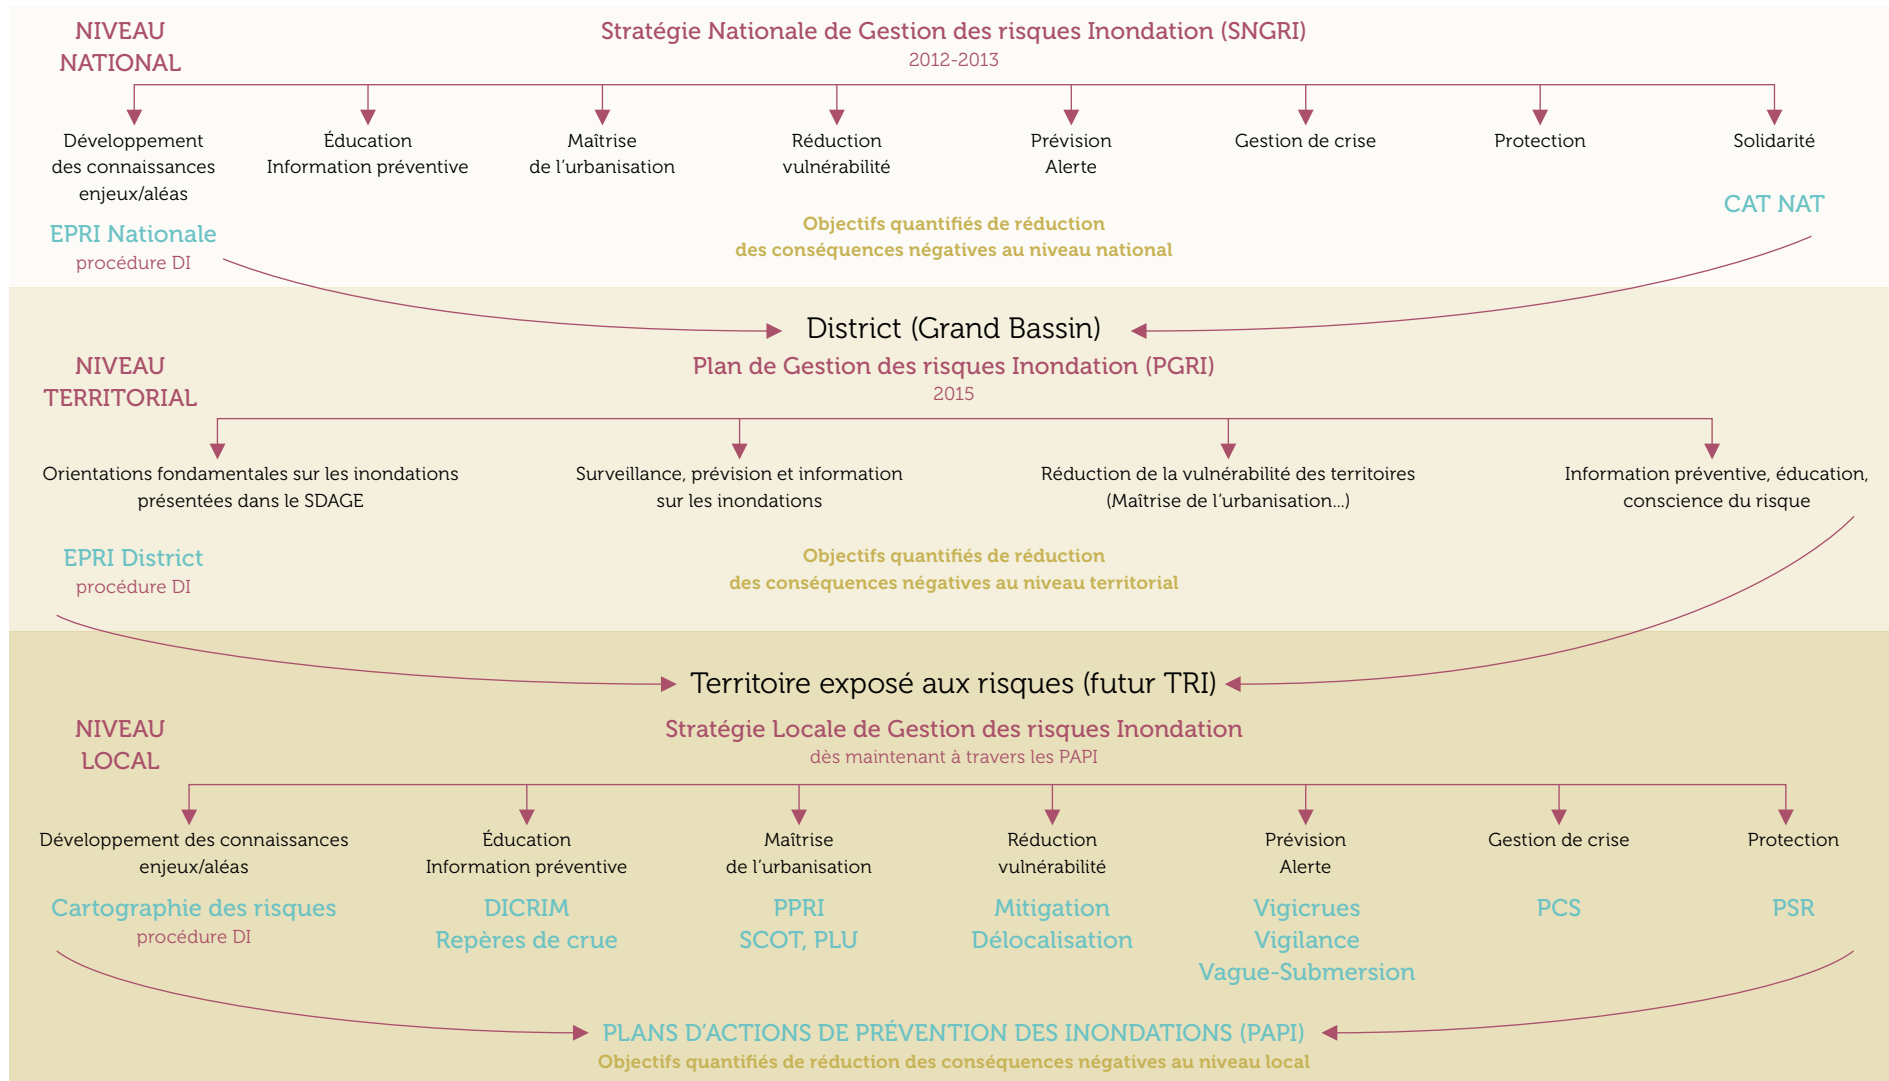 NIVEAU
NATIONAL
Stratégie Nationale de Gestion des risques Inondation (SNGRI)
2012-2013
Développement
des connaissances
enjeux/aléas
Éducation
Information préventive
Maîtrise
de l'urbanisation
Réduction
vulnérabilité
Prévision
Alerte
Gestion de crise
Protection
Solidarité
CAT NAT
EPRI Nationale
procédure DI
Objectifs quantifiés de réduction
des conséquences négatives au niveau national
District (Grand Bassin)
NIVEAU
TERRITORIAL
Plan de Gestion des risques Inondation (PGRI)
2015
Orientations fondamentales sur les inondations
présentées dans le SDAGE
Surveillance, prévision et information
sur les inondations
Réduction de la vulnérabilité des territoires
(Maîtrise de l'urbanisation...)
Information préventive, éducation,
conscience du risque
EPRI District
procédure DI
Objectifs quantifiés de réduction
des conséquences négatives au niveau territorial
Territoire exposé aux risques (futur TRI)
NIVEAU
LOCAL
Stratégie Locale de Gestion des risques Inondation
dès maintenant à travers les PAPI
Développement des connaissances
enjeux/aléas
Éducation
Information préventive
Maîtrise
de l'urbanisation
Réduction
vulnérabilité
Prévision
Alerte
Gestion de crise
Protection
Cartographie des risques
procédure DI
DICRIM
Repères de crue
PPRI
SCOT, PLU
Mitigation
Délocalisation
Vigicrues
Vigilance
Vague-Submersion
PCS
PSR
PLANS D'ACTIONS DE PRÉVENTION DES INONDATIONS (PAPI)
Objectifs quantifiés de réduction des conséquences négatives au niveau local